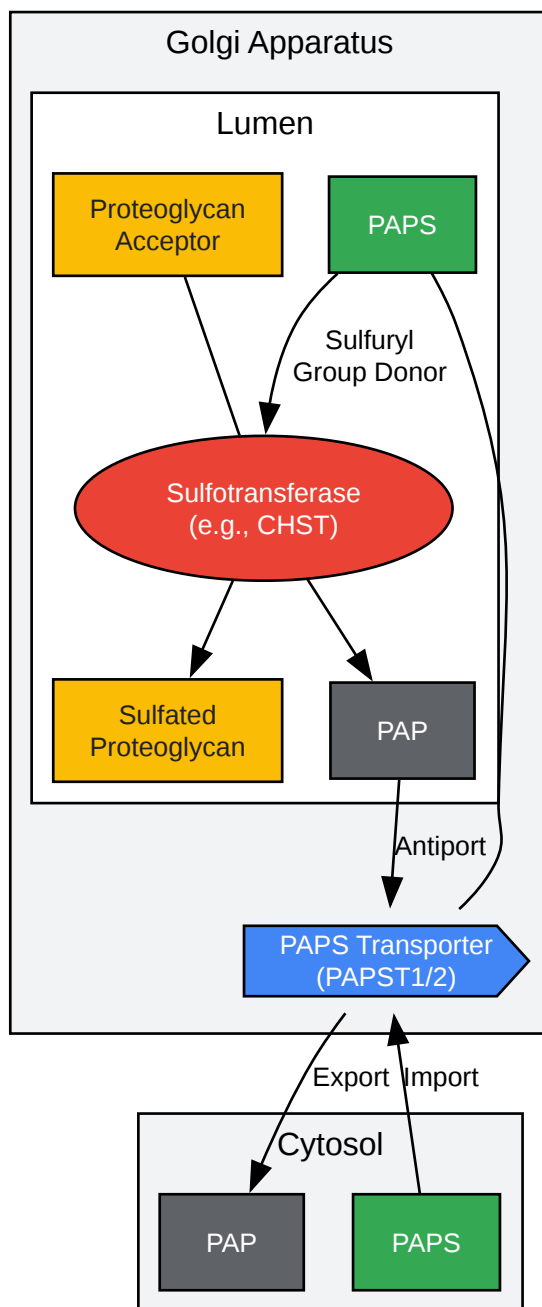 Golgi Apparatus
Lumen
Proteoglycan
Acceptor
PAPS
Sulfuryl
Group Donor
Sulfotransferase
(e.g., CHST)
Sulfated
Proteoglycan
PAP
Antiport
PAPS Transporter
(PAPST1/2)
Export
Import
Cytosol
PAP
PAPS